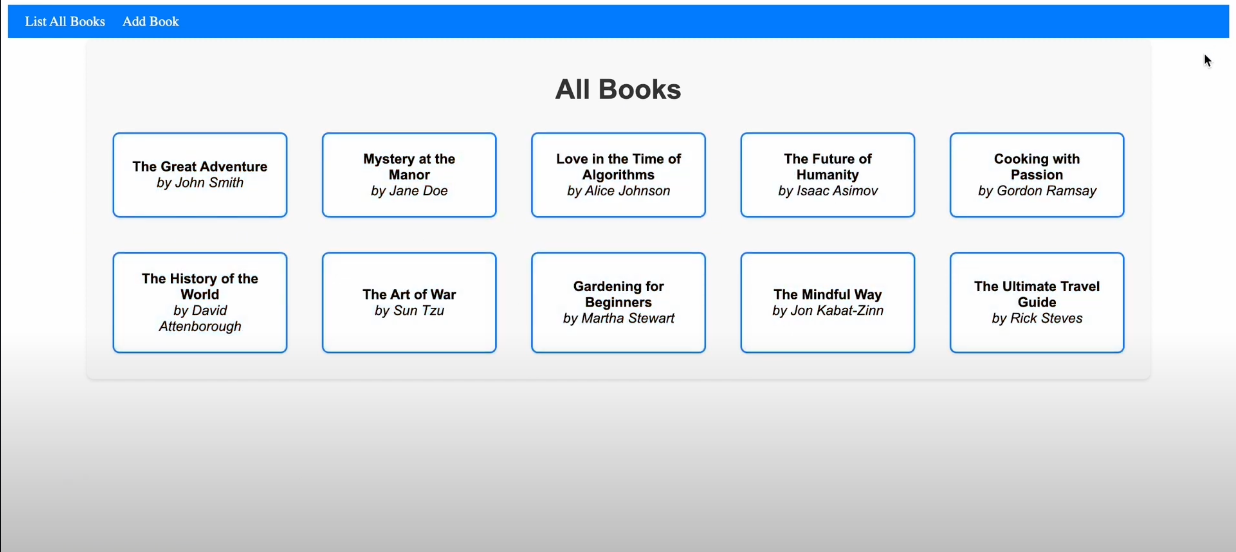 List All Books Add Book
All Books
The Great Adventure
by John Smith
Mystery at the
Manor
by Jane Doe
Love in the Time of
Algorithms
by Alice Johnson
The Future of
Humanity
by Isaac Asimov
Cooking with
Passion
by Gordon Ramsay
The History of the
World
by David
Attenborough
The Art of War
by Sun Tzu
Gardening for
Beginners
by Martha Stewart
The Mindful Way
by Jon Kabat-Zinn
The Ultimate Travel
Guide
by Rick Steves